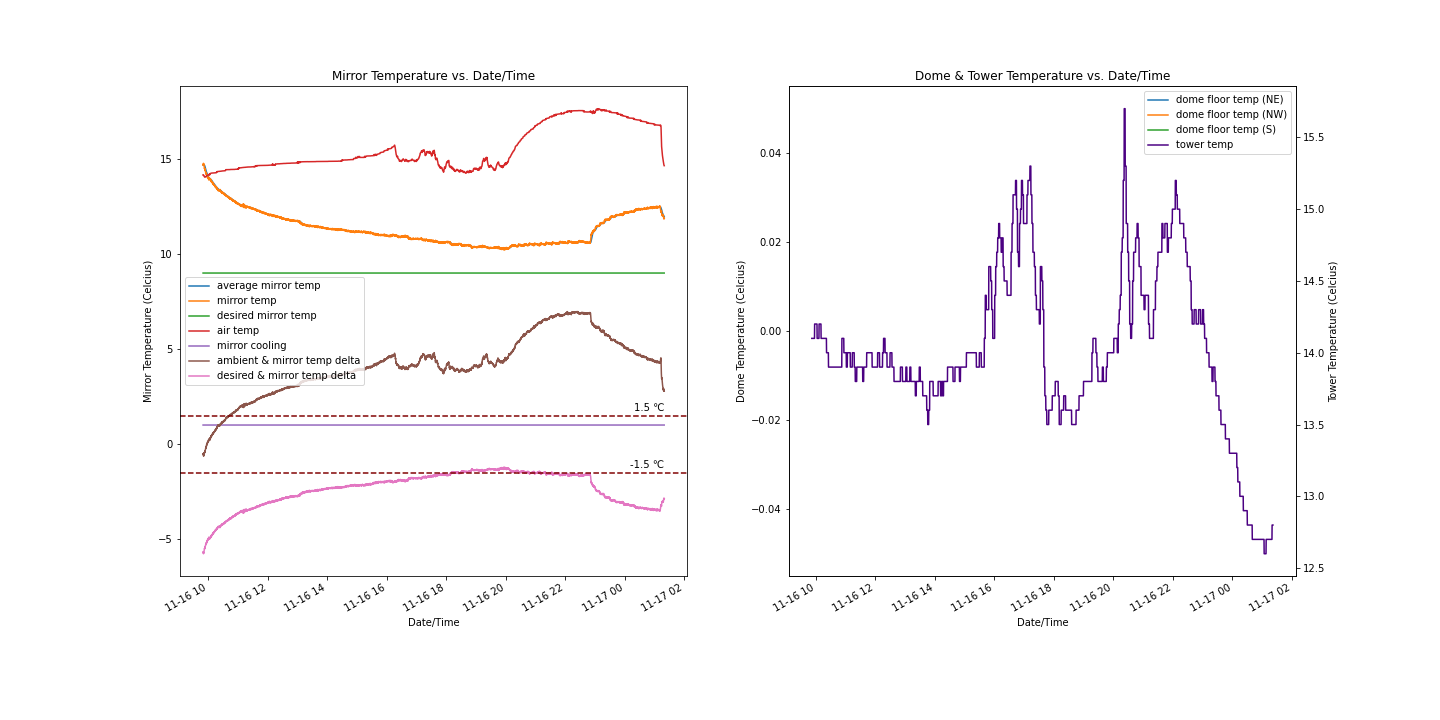 Mirror Temperature vs. Date/Time
Mirror Temperature (Celcius)
15
10
5
0
−5
average mirror temp
mirror temp
desired mirror temp
air temp
mirror cooling
ambient & mirror temp delta
desired & mirror temp delta
1.5 °C
-1.5 °C
11-16 10
11-16 12
11-16 14
11-16 16
11-16 18
11-16 20
11-16 22
11-17 00
11-17 02
Date/Time
Dome & Tower Temperature vs. Date/Time
Dome Temperature (Celcius)
0.04
0.02
0.00
−0.02
−0.04
dome floor temp (NE)
dome floor temp (NW)
dome floor temp (S)
tower temp
15.5
15.0
14.5
14.0
13.5
13.0
12.5
Tower Temperature (Celcius)
11-16 10
11-16 12
11-16 14
11-16 16
11-16 18
11-16 20
11-16 22
11-17 00
11-17 02
Date/Time